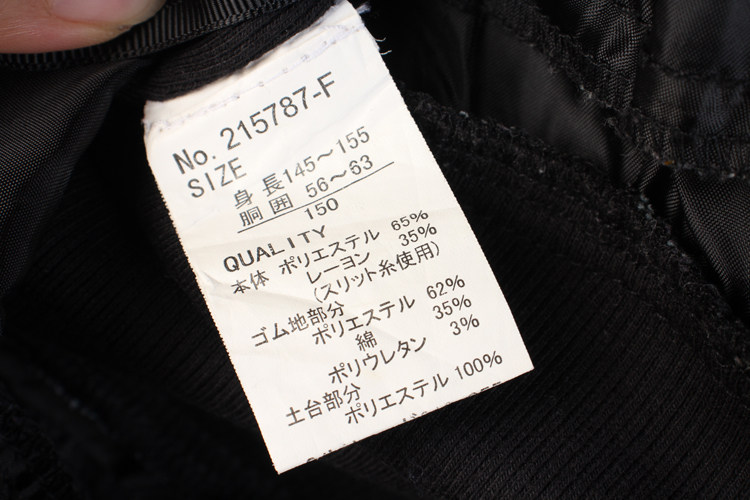 No. 215787-F
SIZE
身長145～155
胴囲 56～63
150
QUALITY
本体 ポリエステル 65%
レーヨン 35%
(スリット糸使用)
ゴム地部分
ポリエステル 62%
綿 35%
ポリウレタン 3%
土台部分
ポリエステル 100%